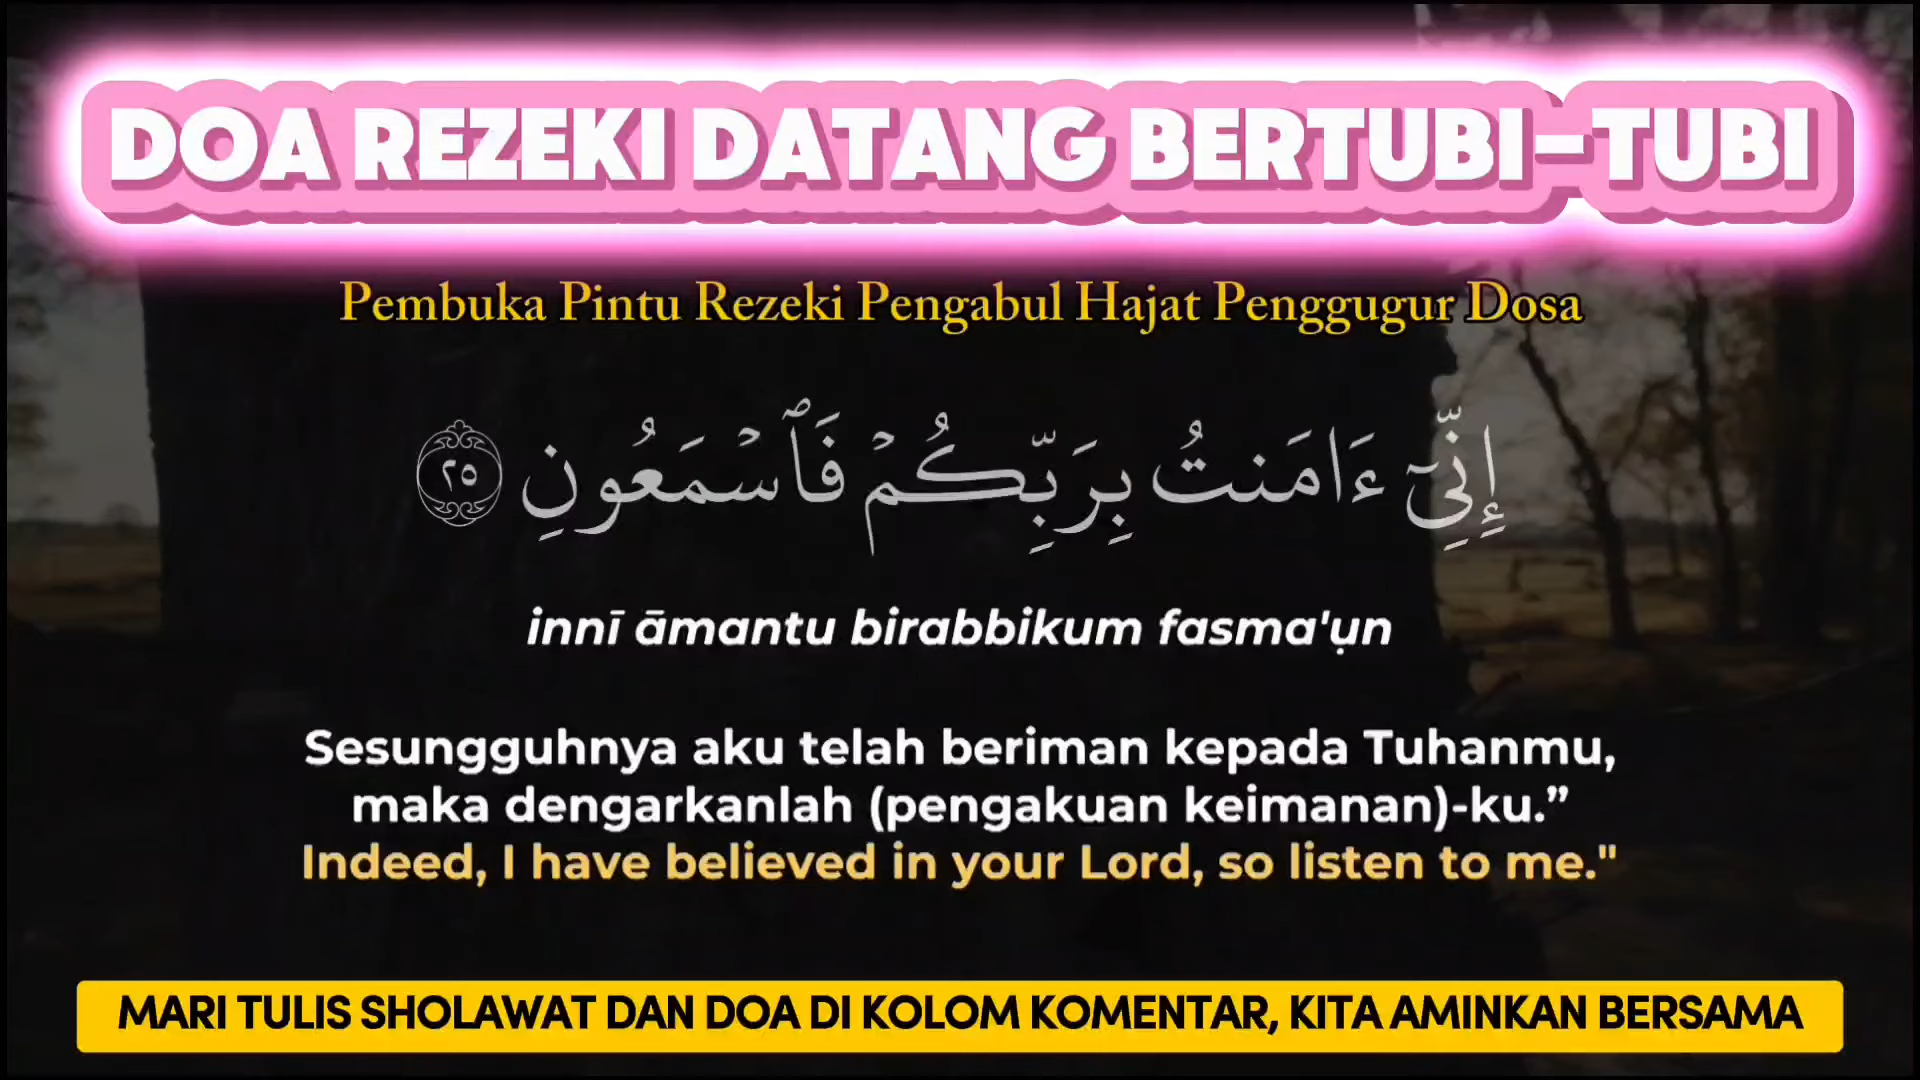 DOA REZEKI DATANG BERTUBI-TUBI
Pembuka Pintu Rezeki Pengabul Hajat Penggugur Dosa
إِنِّيٓ ءَامَنتُ بِرَبِّكُمۡ فَٱسۡمَعُونِ ٢٥
innī āmantu birabbikum fasma'ụn
Sesungguhnya aku telah beriman kepada Tuhanmu,
maka dengarkanlah (pengakuan keimanan)-ku.”
Indeed, I have believed in your Lord, so listen to me."
MARI TULIS SHOLAWAT DAN DOA DI KOLOM KOMENTAR, KITA AMINKAN BERSAMA